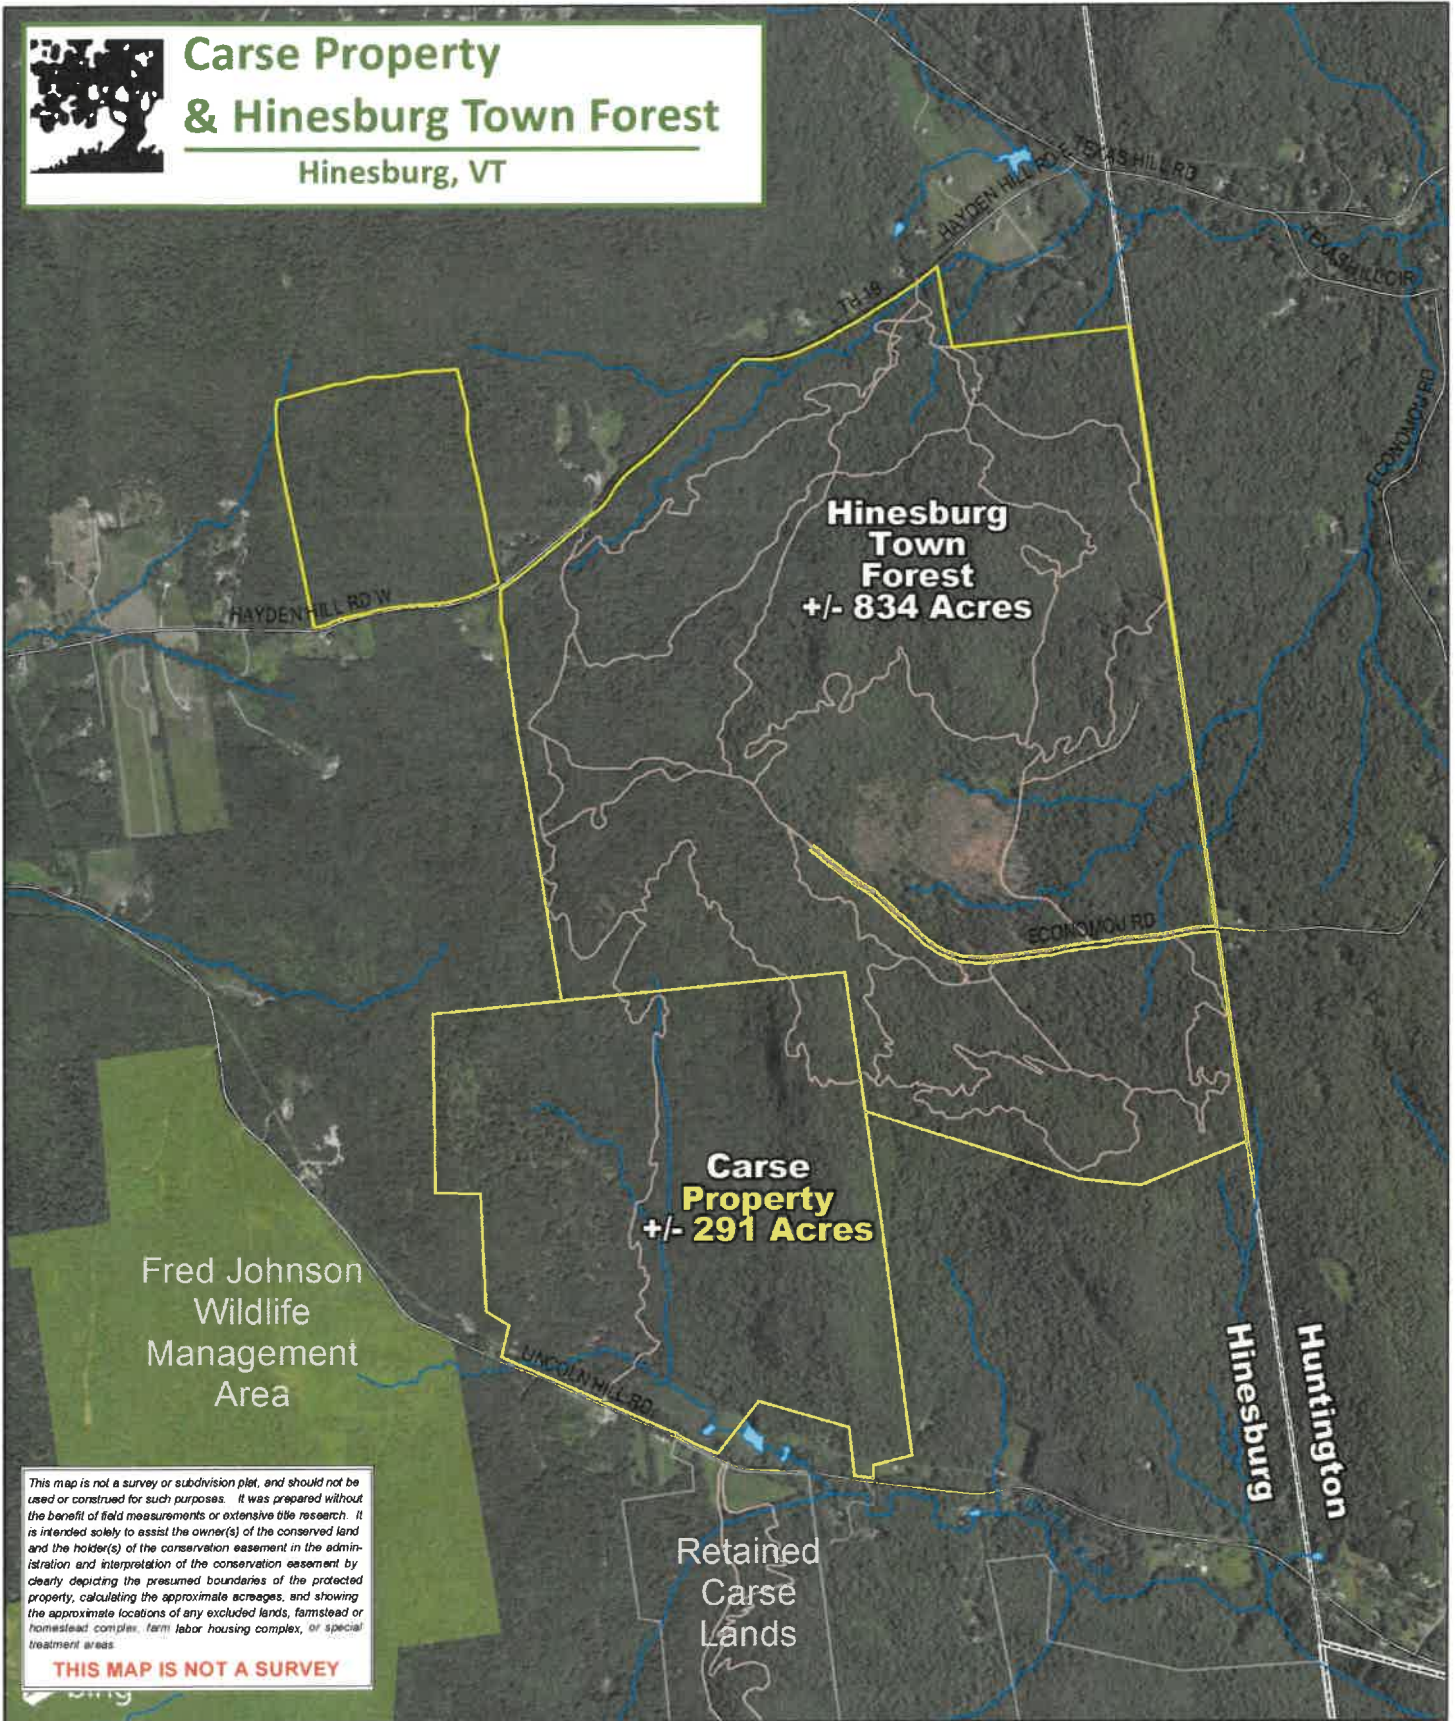 Carse Property
& Hinesburg Town Forest
Hinesburg, VT
TEXAS HILL RD
HAYDEN HILL RD E
TEXAS HILL CIR
TH 18
ECONOMOU RD
Hinesburg
Town
Forest
+/- 834 Acres
HAYDEN HILL RD W
ECONOMOU RD
Carse
Property
+/- 291 Acres
Fred Johnson
Wildlife
Management
Area
LINCOLN HILL RD
Hinesburg
Huntington
Retained
Carse
Lands
This map is not a survey or subdivision plat, and should not be
used or construed for such purposes. It was prepared without
the benefit of field measurements or extensive title research. It
is intended solely to assist the owner(s) of the conserved land
and the holder(s) of the conservation easement in the admin-
istration and interpretation of the conservation easement by
clearly depicting the presumed boundaries of the protected
property, calculating the approximate acreages, and showing
the approximate locations of any excluded lands, farmstead or
homestead complex, farm labor housing complex, or special
treatment areas
THIS MAP IS NOT A SURVEY
bing